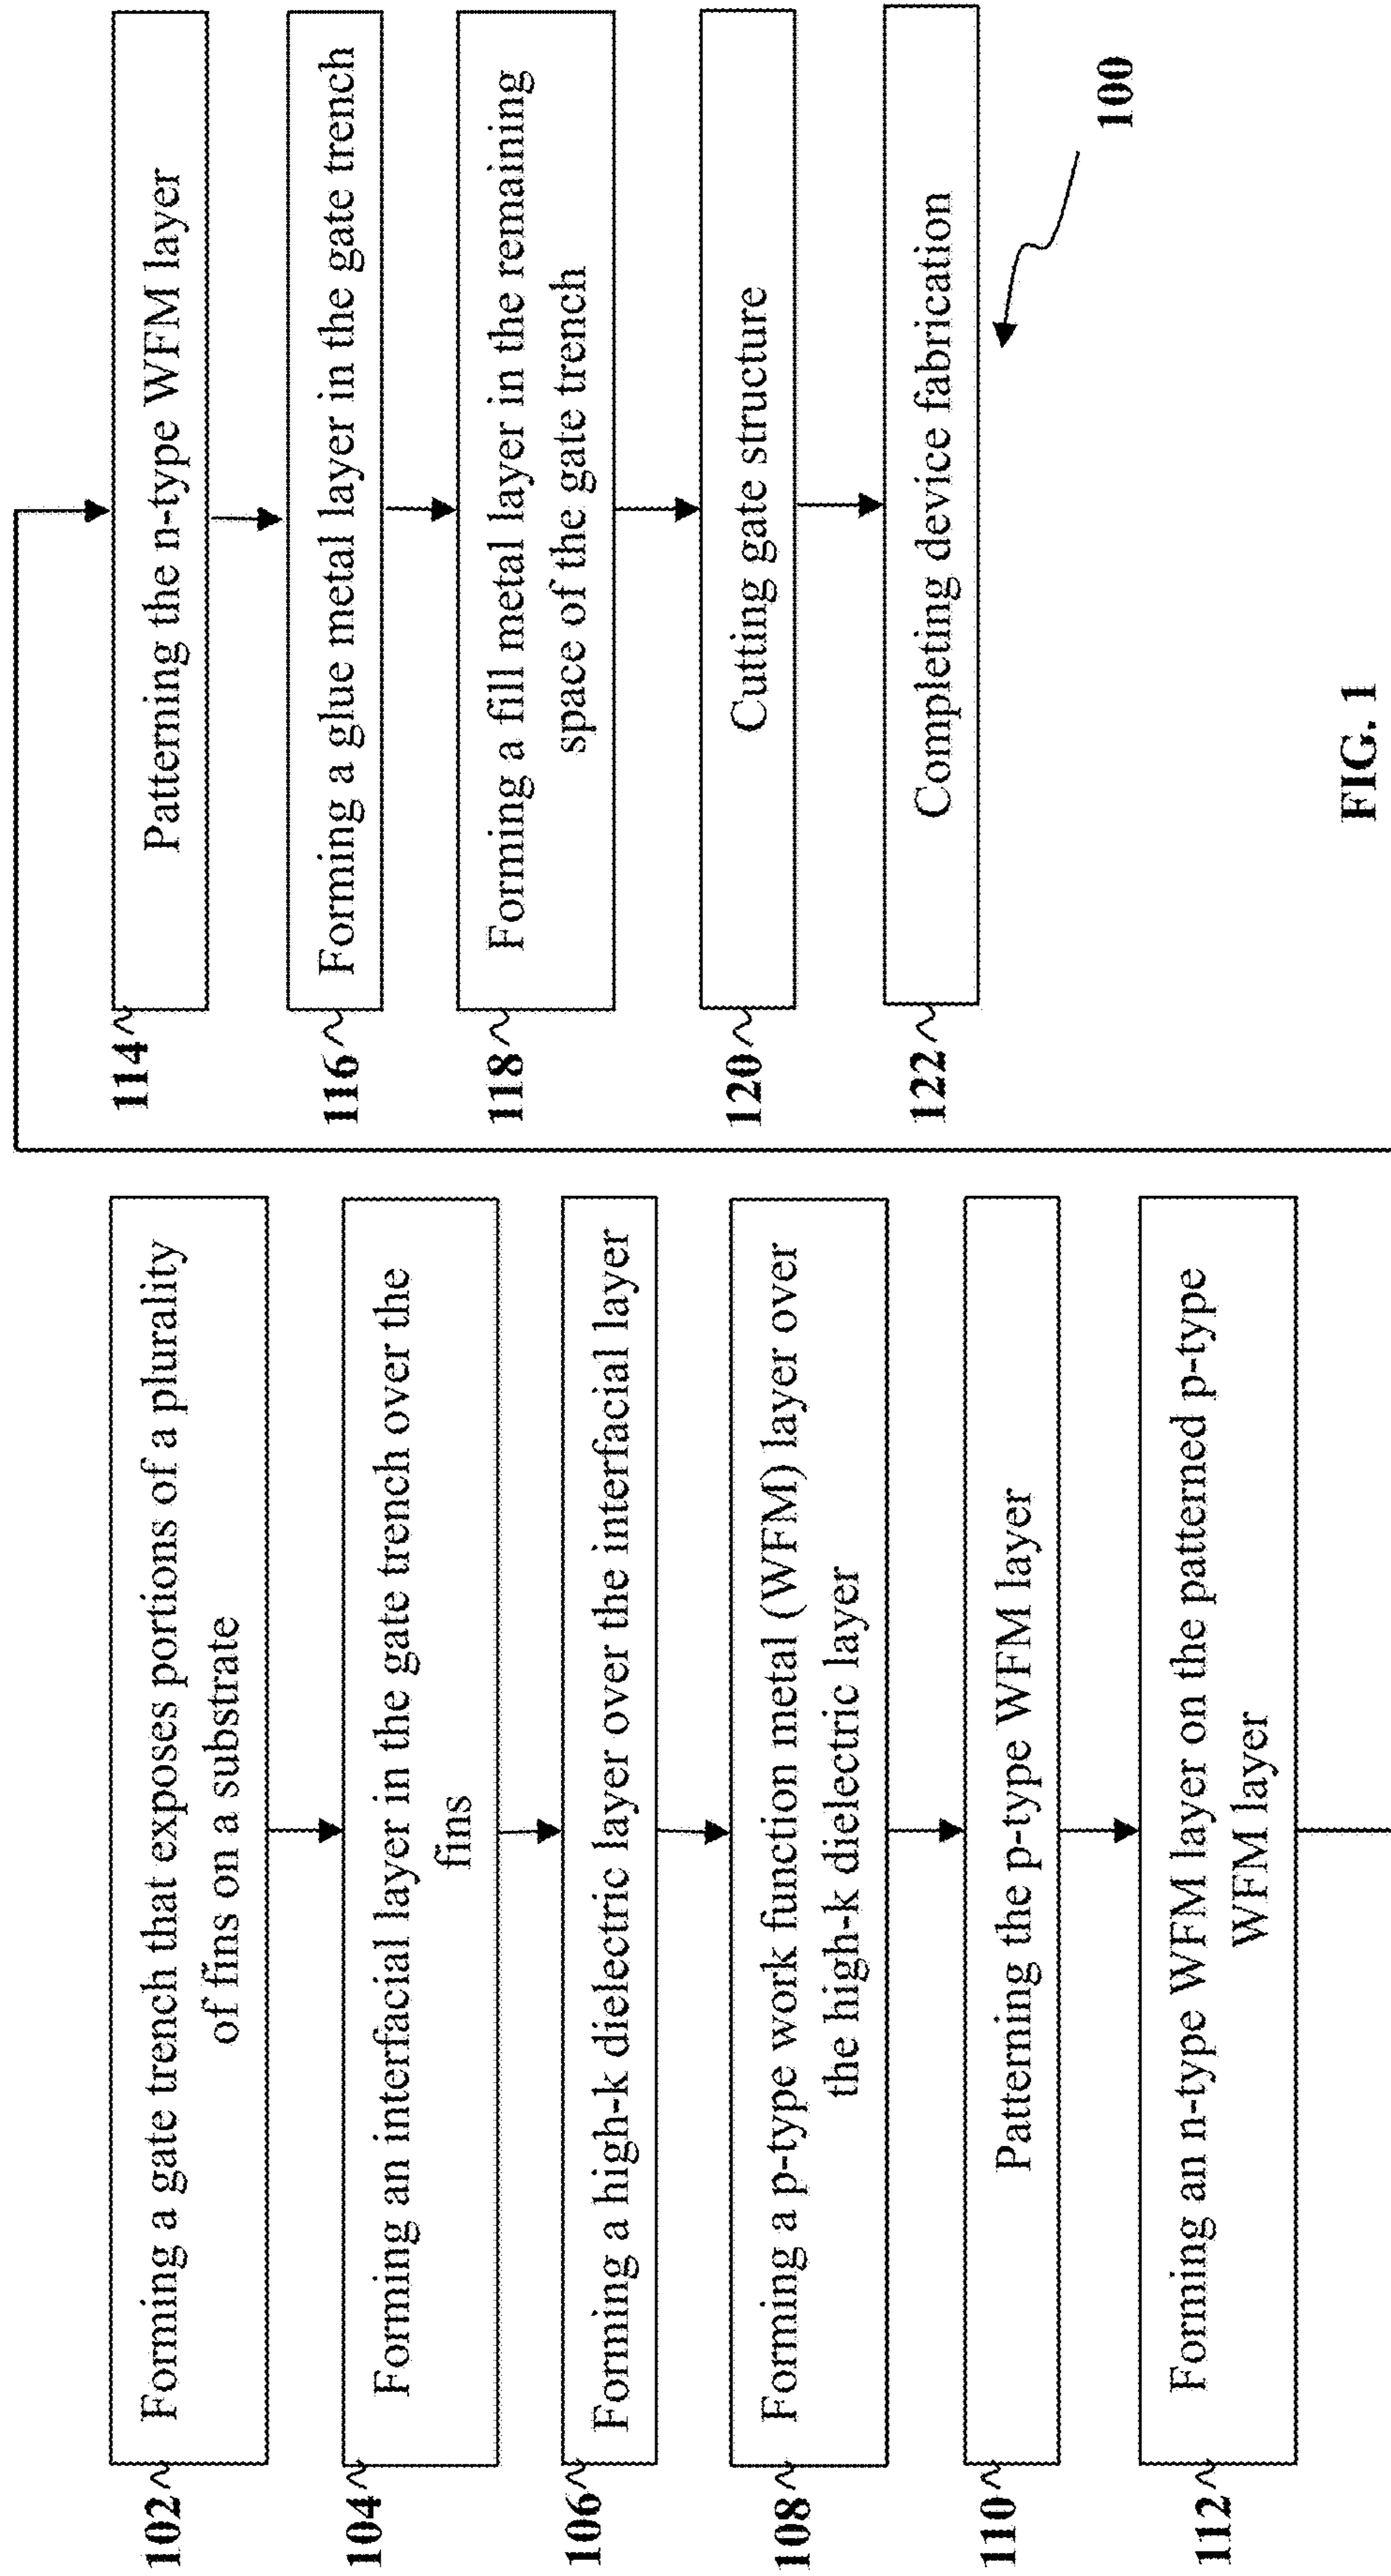 102
Forming a gate trench that exposes portions of a plurality
of fins on a substrate
104
Forming an interfacial layer in the gate trench over the
fins
106
Forming a high-k dielectric layer over the interfacial layer
108
Forming a p-type work function metal (WFM) layer over
the high-k dielectric layer
110
Patterning the p-type WFM layer
112
Forming an n-type WFM layer on the patterned p-type
WFM layer
114
Patterning the n-type WFM layer
116
Forming a glue metal layer in the gate trench
118
Forming a fill metal layer in the remaining
space of the gate trench
120
Cutting gate structure
122
Completing device fabrication
100
FIG. 1